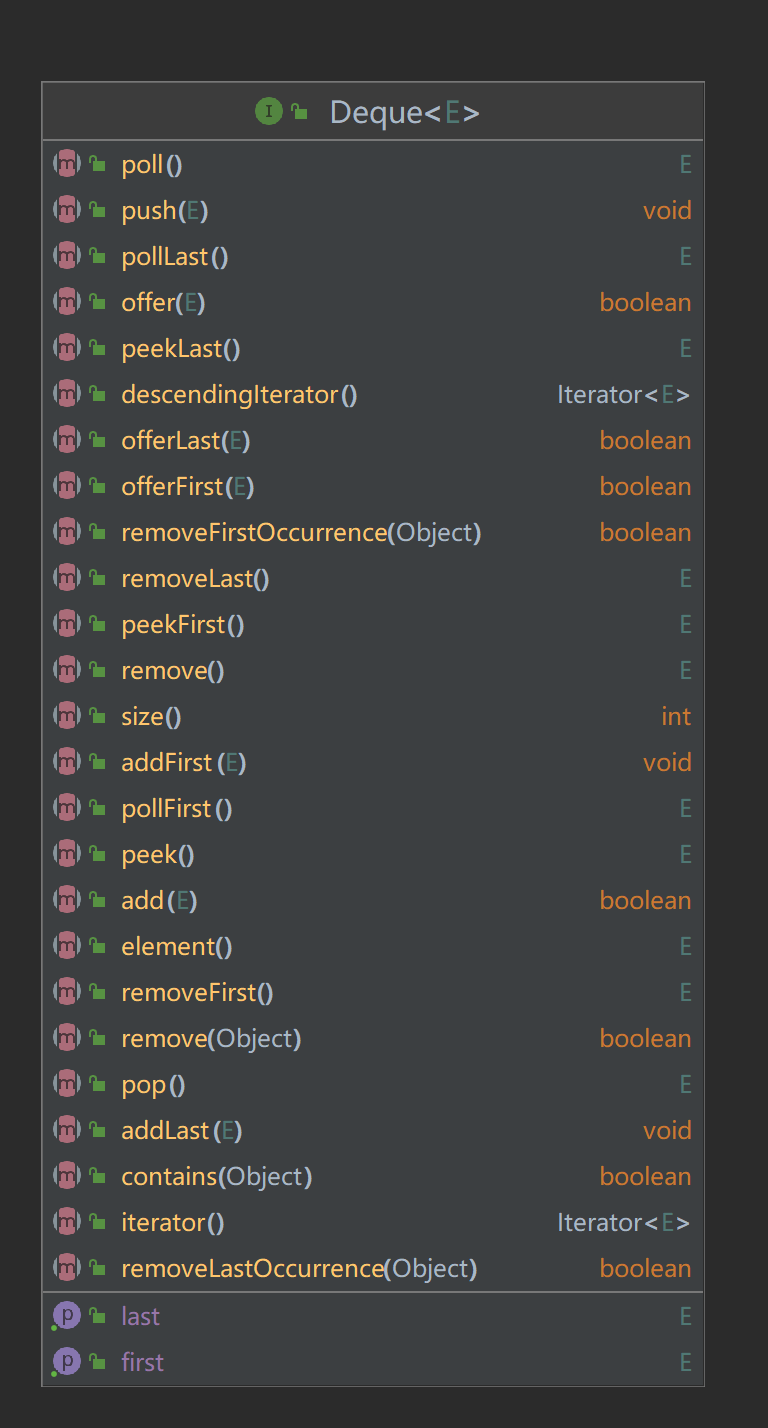 I Deque<E>
m poll() E
m push(E) void
m pollLast() E
m offer(E) boolean
m peekLast() E
m descendingIterator() Iterator<E>
m offerLast(E) boolean
m offerFirst(E) boolean
m removeFirstOccurrence(Object) boolean
m removeLast() E
m peekFirst() E
m remove() E
m size() int
m addFirst(E) void
m pollFirst() E
m peek() E
m add(E) boolean
m element() E
m removeFirst() E
m remove(Object) boolean
m pop() E
m addLast(E) void
m contains(Object) boolean
m iterator() Iterator<E>
m removeLastOccurrence(Object) boolean
p last E
p first E